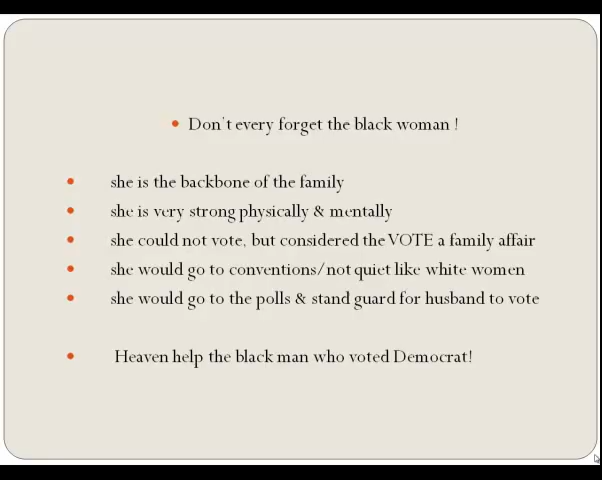 Don't every forget the black woman !
she is the backbone of the family
she is very strong physically & mentally
she could not vote, but considered the VOTE a family affair
she would go to conventions/not quiet like white women
she would go to the polls & stand guard for husband to vote
Heaven help the black man who voted Democrat!